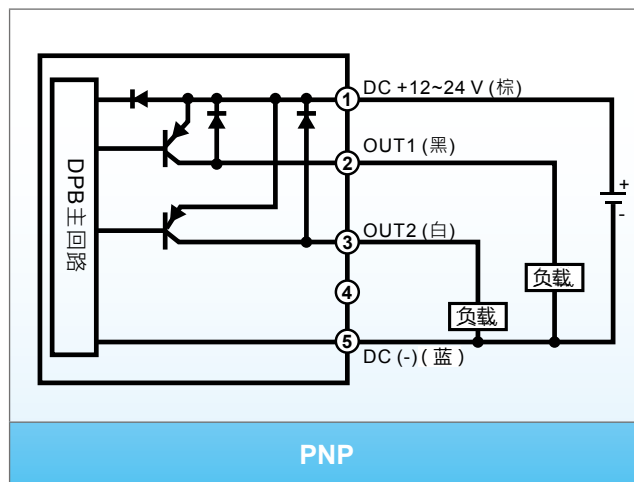 DC +12~24 V (棕)
1
OUT1 (黑)
2
DPB主回路
+
-
OUT2 (白)
3
负载
4
负载
5
DC (-) ( 蓝 )
PNP